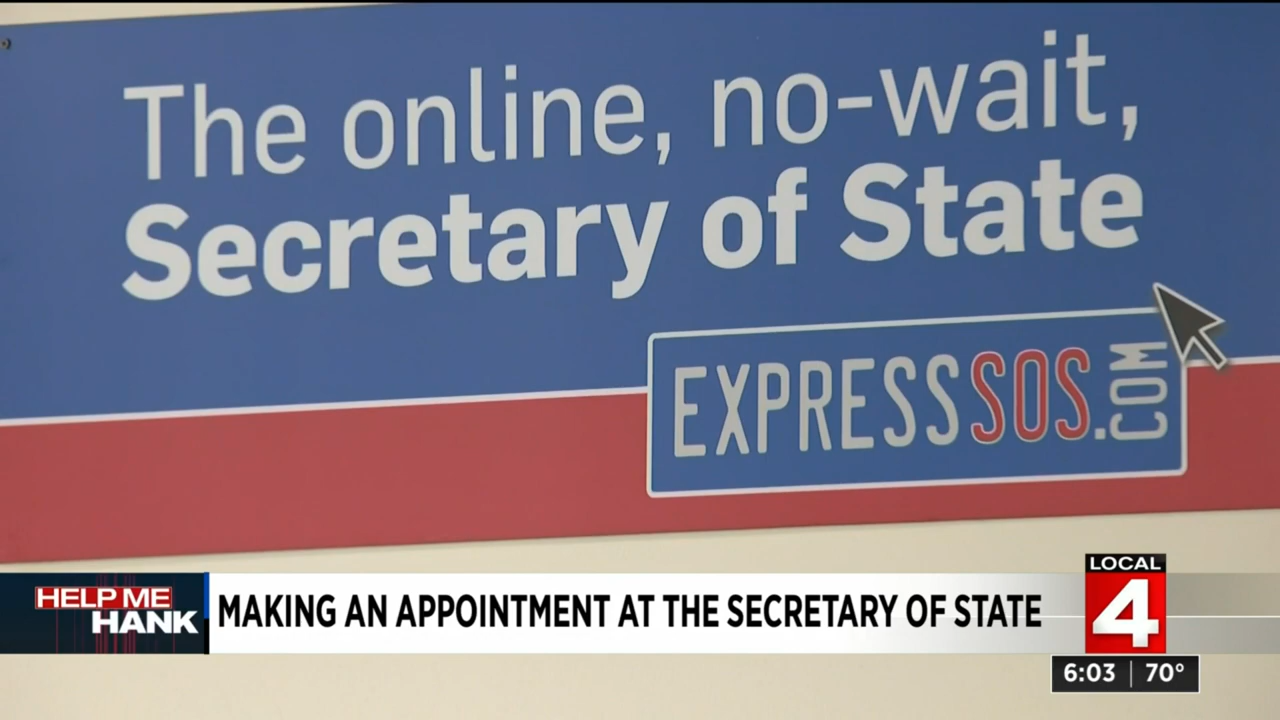 The online, no-wait,
Secretary of State
EXPRESSSOS.COM
HELP ME
HANK
MAKING AN APPOINTMENT AT THE SECRETARY OF STATE
LOCAL
4
6:03 | 70°